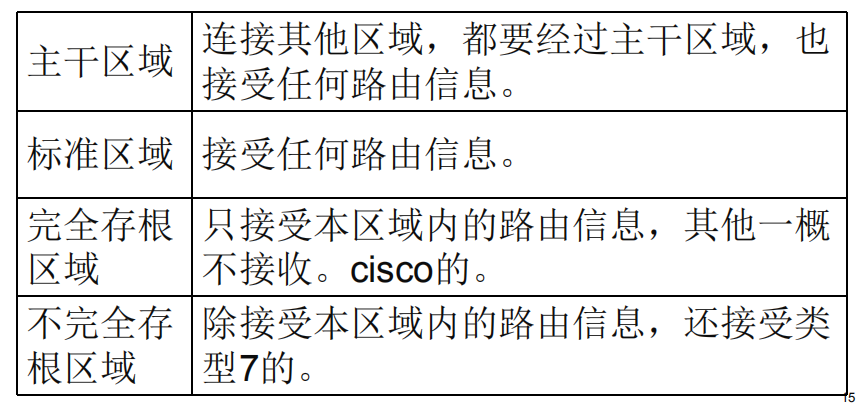 主干区域
连接其他区域，都要经过主干区域，也
接受任何路由信息。
标准区域
接受任何路由信息。
完全存根
区域
只接受本区域内的路由信息，其他一概
不接收。cisco的。
不完全存
根区域
除接受本区域内的路由信息，还接受类
型7的。
15